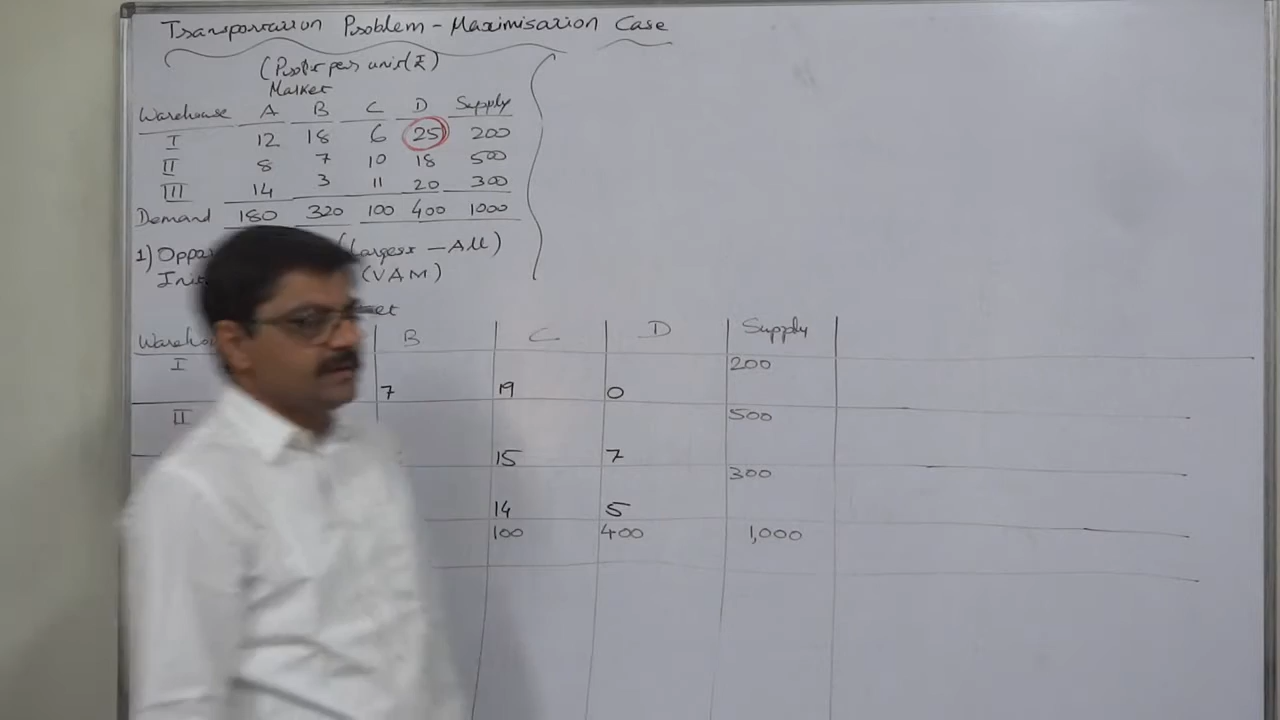 Transportation Problem - Maximisation Case
(Profit per unit (₹)
Market
Warehouse A B C D Supply
I 12 18 6 25 200
II 8 7 10 18 500
III 14 3 11 20 300
Demand 180 320 100 400 1000
1) (Largest - All)
(VAM)
B C D Supply
I 200
7 19 0
II 500
15 7
300
14 5
100 400 1,000